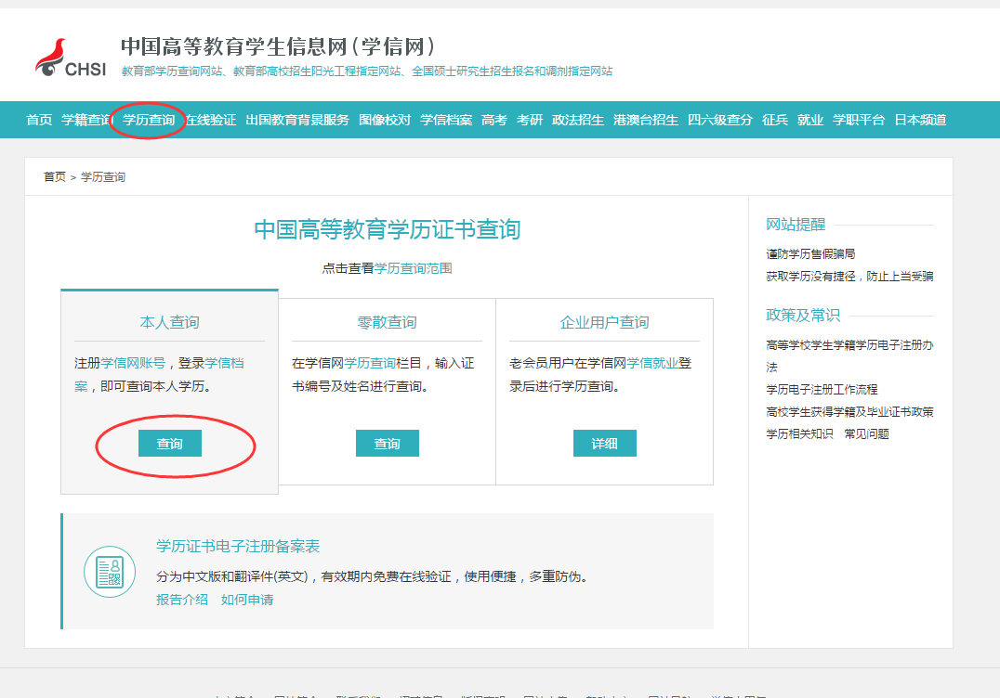 中国高等教育学生信息网(学信网)
CHSI
教育部学历查询网站、教育部高校招生阳光工程指定网站、全国硕士研究生招生报名和调剂指定网站
首页 学籍查询 学历查询 在线验证 出国教育背景服务 图像校对 学信档案 高考 考研 政法招生 港澳台招生 四六级查分 征兵 就业 学职平台 日本频道
首页 > 学历查询
中国高等教育学历证书查询
点击查看学历查询范围
本人查询
注册学信网账号，登录学信档
案，即可查询本人学历。
查询
零散查询
在学信网学历查询栏目，输入证
书编号及姓名进行查询。
查询
企业用户查询
老会员用户在学信网学信就业登
录后进行学历查询。
详细
学历证书电子注册备案表
分为中文版和翻译件(英文)，有效期内免费在线验证，使用便捷，多重防伪。
报告介绍 如何申请
网站提醒
谨防学历售假骗局
获取学历没有捷径，防止上当受骗
政策及常识
高等学校学生学籍学历电子注册办
法
学历电子注册工作流程
高校学生获得学籍及毕业证书政策
学历相关知识 常见问题